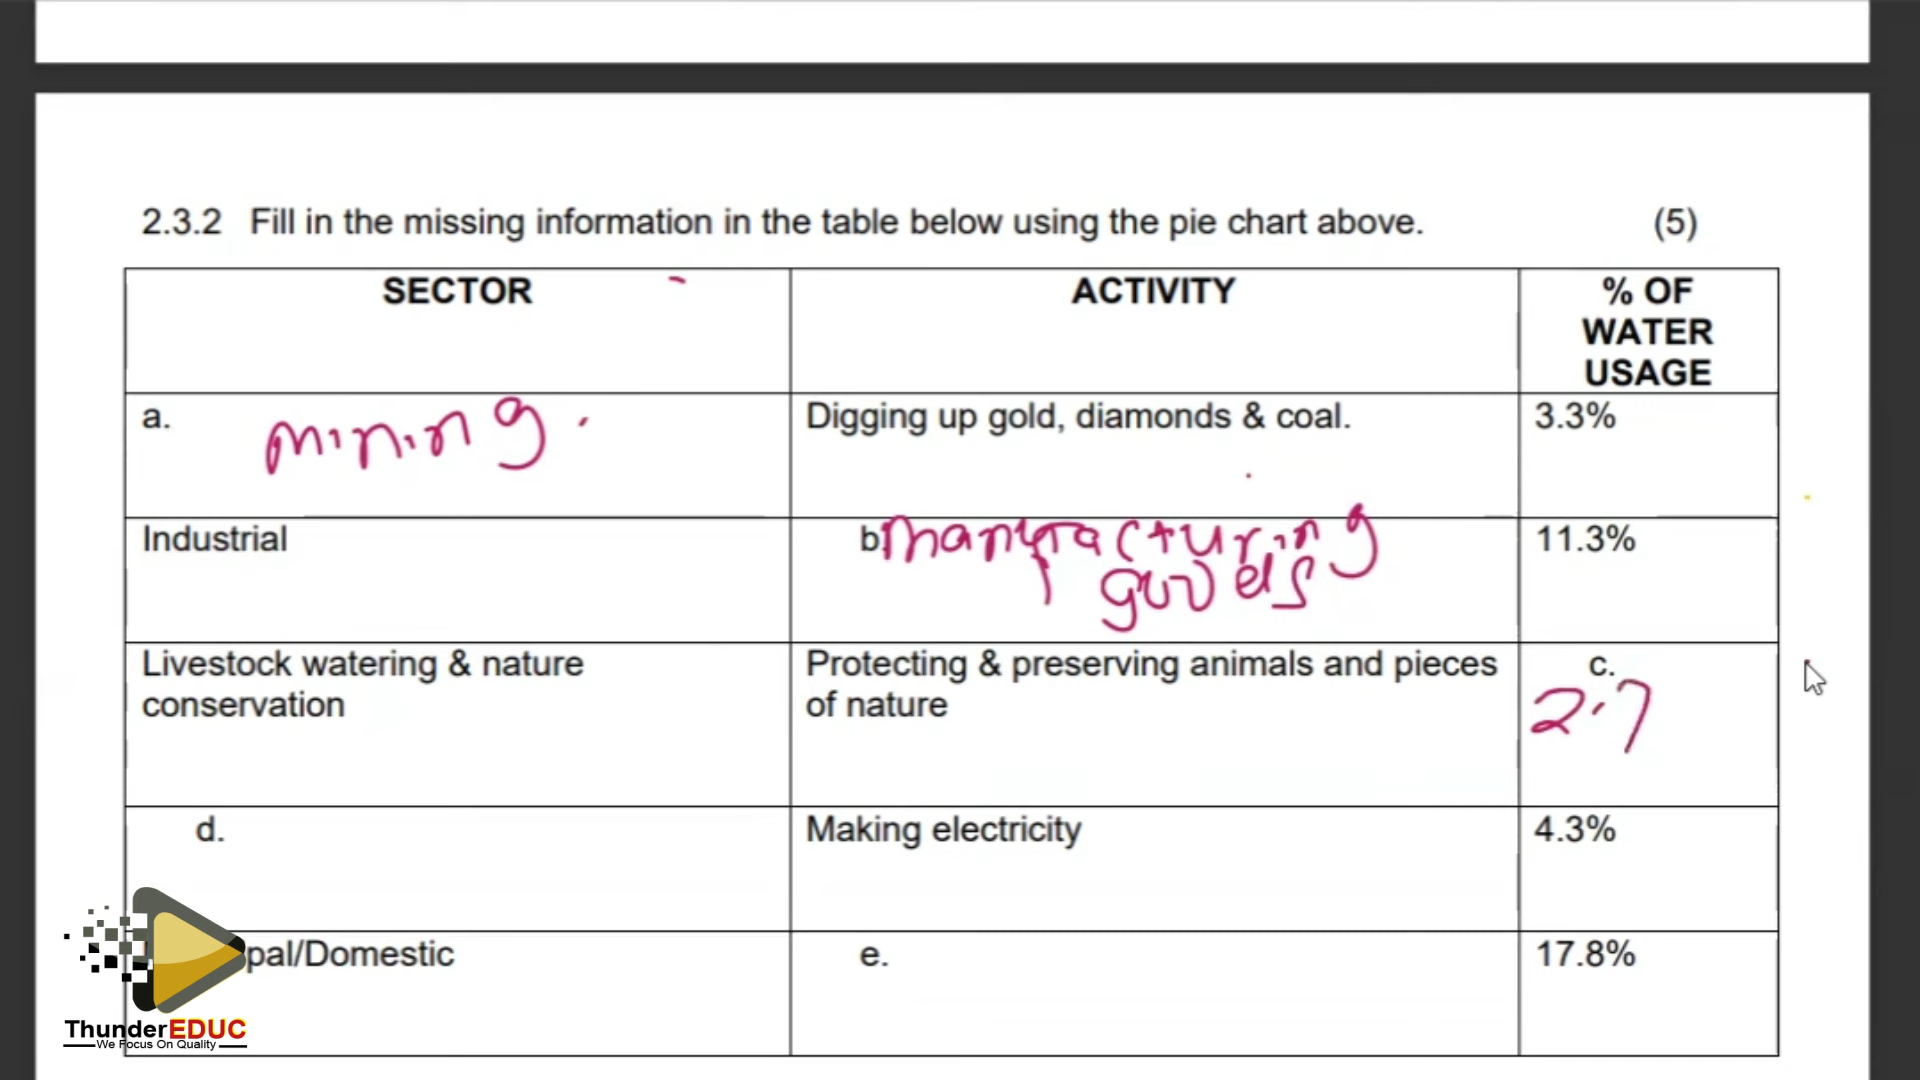 2.3.2 Fill in the missing information in the table below using the pie chart above. (5)
SECTOR ACTIVITY % OF
WATER
USAGE
a. mining. Digging up gold, diamonds & coal. 3.3%
Industrial b. manufacturing 11.3%
goods
Livestock watering & nature Protecting & preserving animals and pieces c.
conservation of nature 2.7
d. Making electricity 4.3%
pal/Domestic e. 17.8%
ThunderEDUC
We Focus On Quality